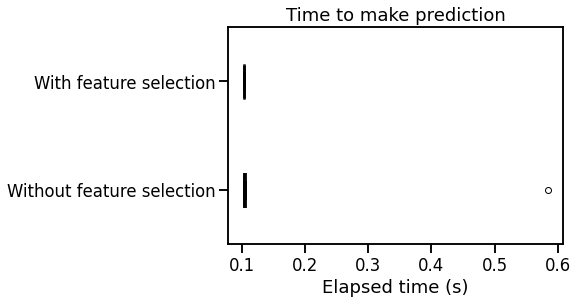 Time to make prediction
With feature selection
Without feature selection
0.1 0.2 0.3 0.4 0.5 0.6
Elapsed time (s)